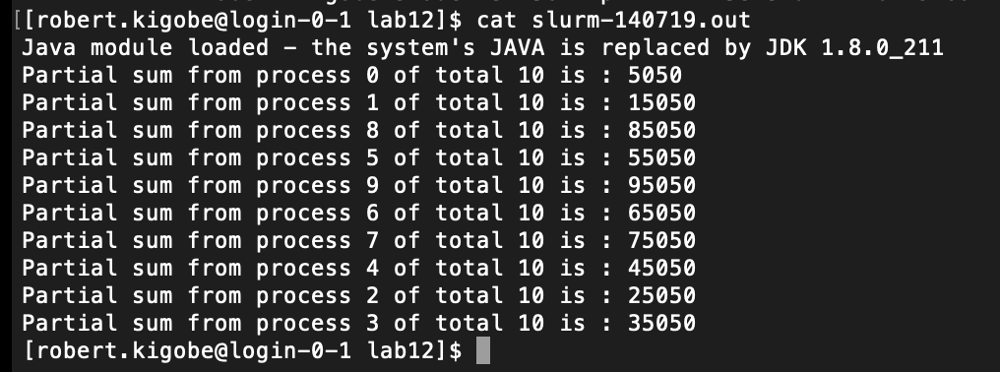 [[robert.kigobe@login-0-1 lab12]$ cat slurm-140719.out
Java module loaded – the system's JAVA is replaced by JDK 1.8.0_211
Partial sum from process 0 of total 10 is : 5050
Partial sum from process 1 of total 10 is : 15050
Partial sum from process 8 of total 10 is : 85050
Partial sum from process 5 of total 10 is : 55050
Partial sum from process 9 of total 10 is : 95050
Partial sum from process 6 of total 10 is : 65050
Partial sum from process 7 of total 10 is : 75050
Partial sum from process 4 of total 10 is : 45050
Partial sum from process 2 of total 10 is : 25050
Partial sum from process 3 of total 10 is : 35050
[robert.kigobe@login-0-1 lab12]$